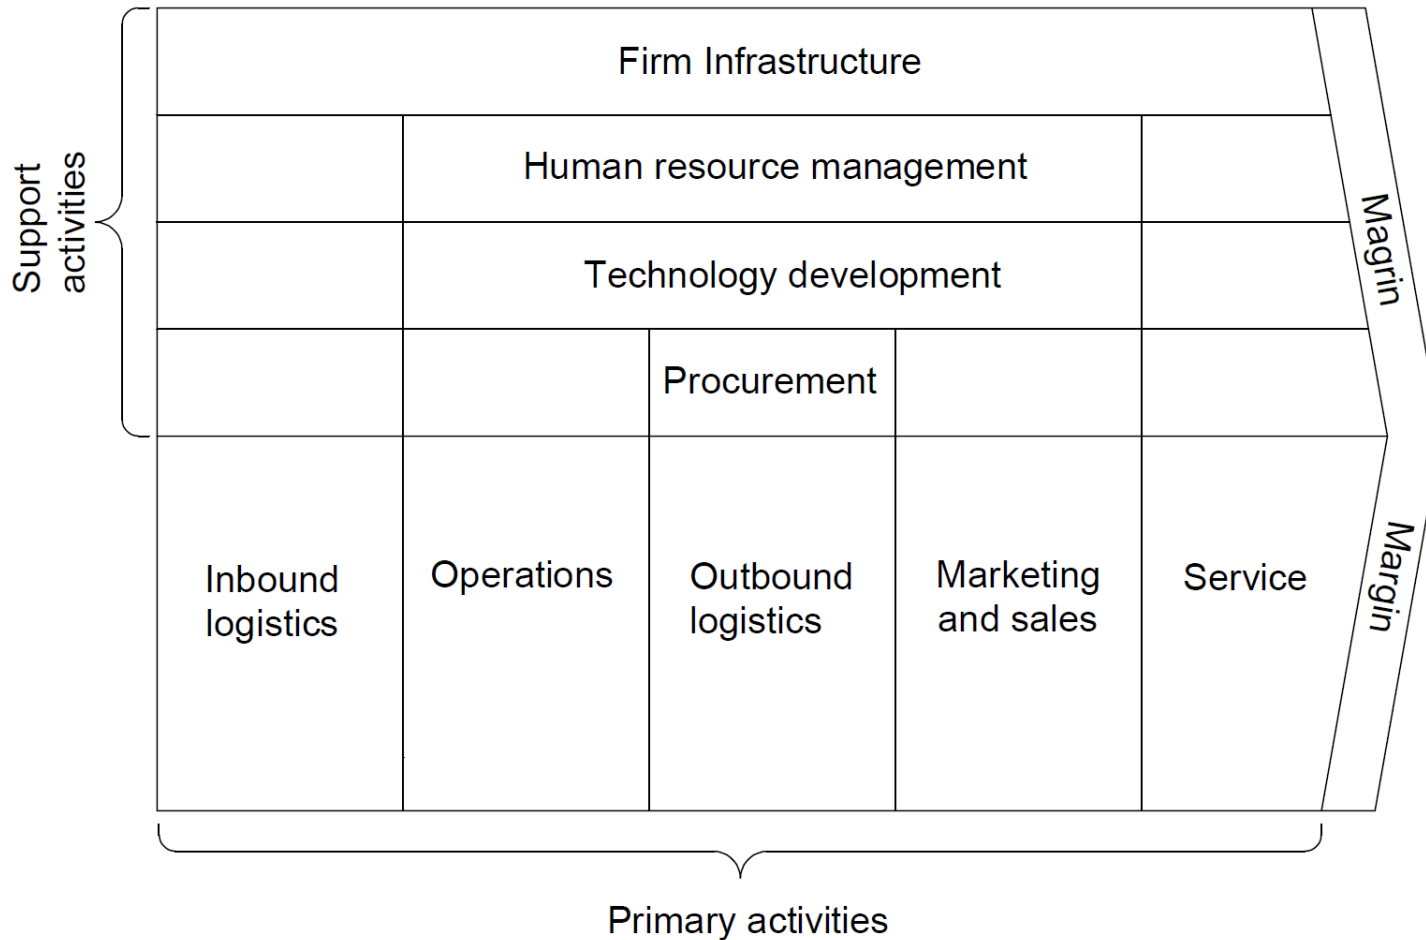 Firm Infrastructure
Human resource management
Technology development
Procurement
Support
activities
Magrin
Inbound
logistics
Operations
Outbound
logistics
Marketing
and sales
Service
Margin
Primary activities